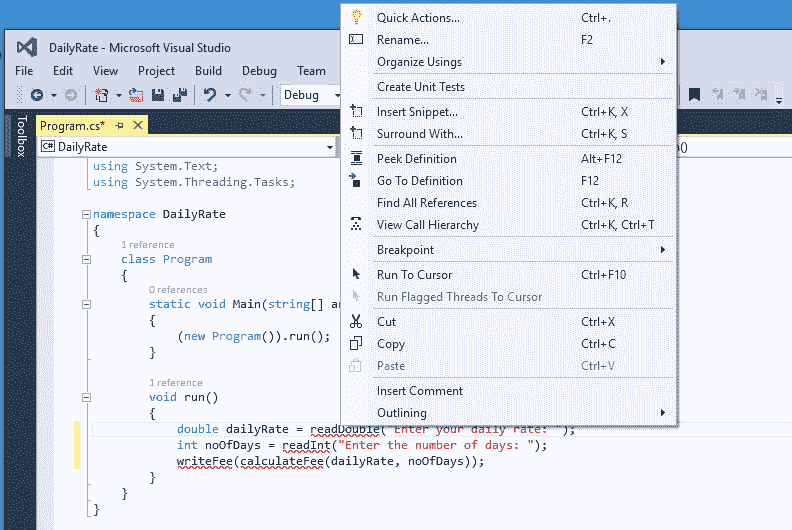 DailyRate - Microsoft Visual Studio
File Edit View Project Build Debug Team
Debug
Toolbox
Program.cs*
C# DailyRate
()
using System.Text;
using System.Threading.Tasks;
namespace DailyRate
{
1 reference
class Program
{
0 references
static void Main(string[] a
{
(new Program()).run();
}
1 reference
void run()
{
double dailyRate = readDouble("Enter your daily rate: ");
int noOfDays = readInt("Enter the number of days: ");
writeFee(calculateFee(dailyRate, noOfDays));
}
}
}
Quick Actions... Ctrl+.
Rename... F2
Organize Usings
Create Unit Tests
Insert Snippet... Ctrl+K, X
Surround With... Ctrl+K, S
Peek Definition Alt+F12
Go To Definition F12
Find All References Ctrl+K, R
View Call Hierarchy Ctrl+K, Ctrl+T
Breakpoint
Run To Cursor Ctrl+F10
Run Flagged Threads To Cursor
Cut Ctrl+X
Copy Ctrl+C
Paste Ctrl+V
Insert Comment
Outlining